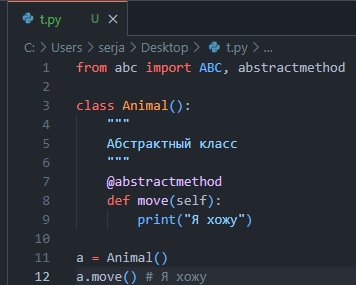 t.py U ×
C: > Users > serja > Desktop > t.py > ...
1 from abc import ABC, abstractmethod
2
3 class Animal():
4 """
5 Абстрактный класс
6 """
7 @abstractmethod
8 def move(self):
9 print("Я хожу")
10
11 a = Animal()
12 a.move() # Я хожу